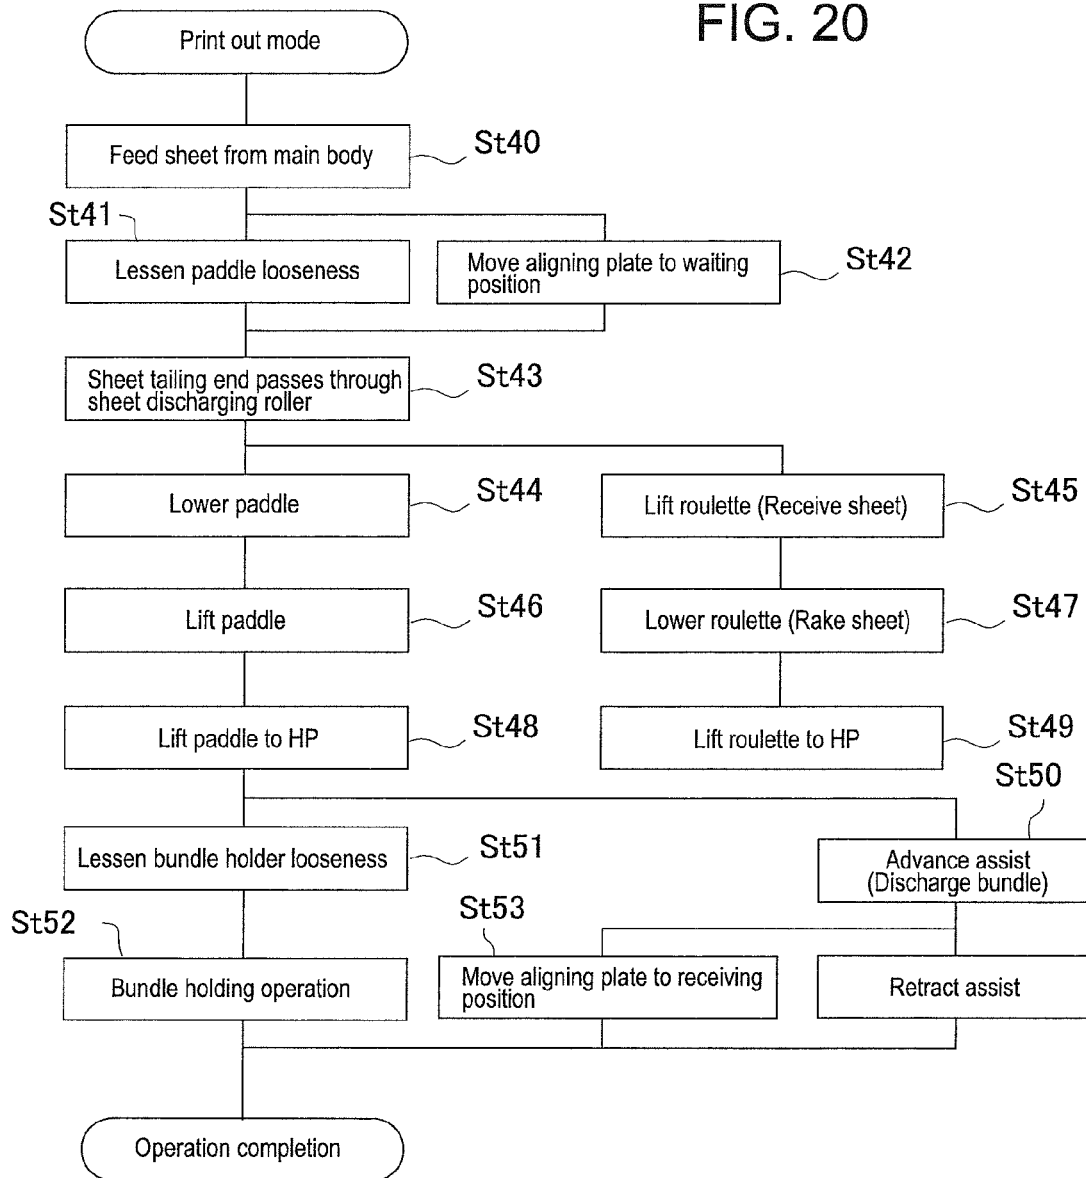 FIG. 20
Print out mode
Feed sheet from main body
St40
St41
Lessen paddle looseness
Move aligning plate to waiting
position
St42
Sheet tailing end passes through
sheet discharging roller
St43
Lower paddle
St44
Lift roulette (Receive sheet)
St45
Lift paddle
St46
Lower roulette (Rake sheet)
St47
Lift paddle to HP
St48
Lift roulette to HP
St49
St50
Lessen bundle holder looseness
St51
Advance assist
(Discharge bundle)
St52
St53
Bundle holding operation
Move aligning plate to receiving
position
Retract assist
Operation completion